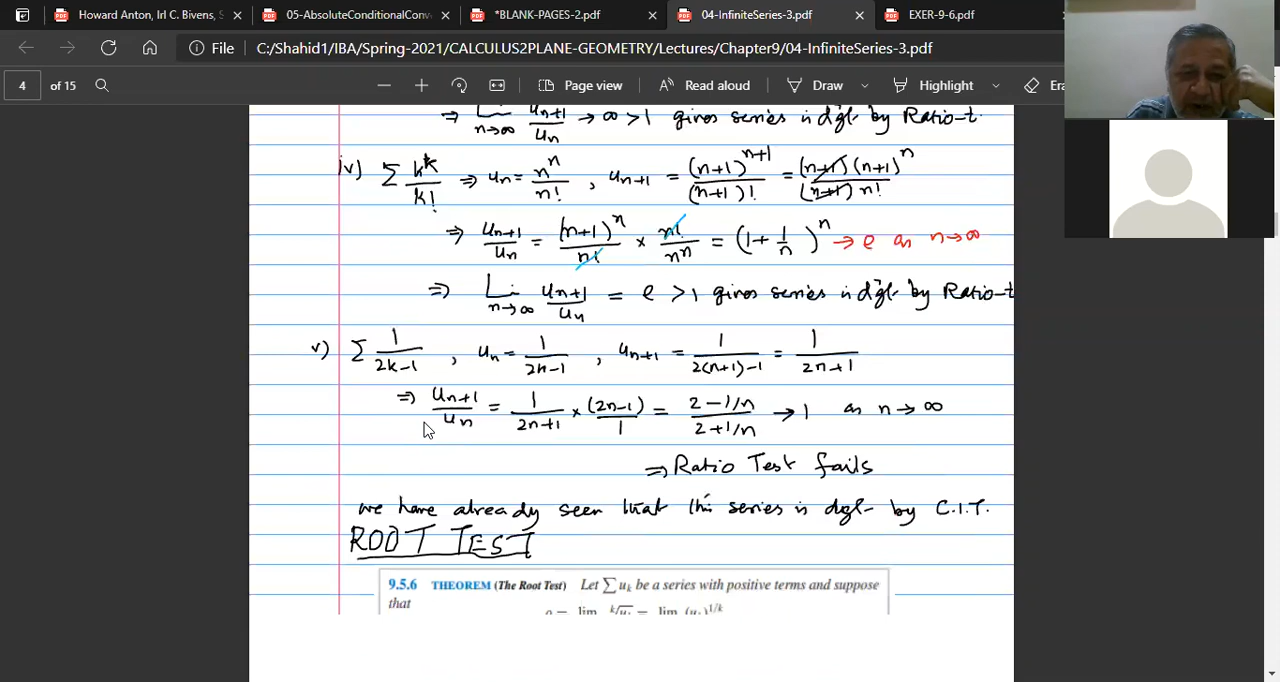 Howard Anton, Irl C. Bivens, S
05-AbsoluteConditionalConv
*BLANK-PAGES-2.pdf
04-InfiniteSeries-3.pdf
EXER-9-6.pdf
File C:/Shahid1/IBA/Spring-2021/CALCULUS2PLANE-GEOMETRY/Lectures/Chapter9/04-InfiniteSeries-3.pdf
4 of 15 Page view Read aloud Draw Highlight Era
⇒ Lim n→∞ u_{n+1}/u_n → ∞ > 1 gives series is dgt by Ratio-t.
iv) Σ k^k/k! ⇒ u_n = n^n/n! , u_{n+1} = (n+1)^{n+1}/(n+1)! = (n+1)(n+1)^n/(n+1) n!
⇒ u_{n+1}/u_n = (n+1)^n/n! × n!/n^n = (1 + 1/n)^n → e as n→∞
⇒ Lim n→∞ u_{n+1}/u_n = e > 1 gives series is dgt by Ratio-t
v) Σ 1/2k-1 , u_n = 1/2n-1 , u_{n+1} = 1/2(n+1)-1 = 1/2n+1
⇒ u_{n+1}/u_n = 1/2n+1 × (2n-1)/1 = 2-1/n / 2+1/n → 1 as n→∞
⇒ Ratio Test fails
we have already seen that this series is dgt by C.I.T.
ROOT TEST
9.5.6 THEOREM (The Root Test) Let Σ u_k be a series with positive terms and suppose
that